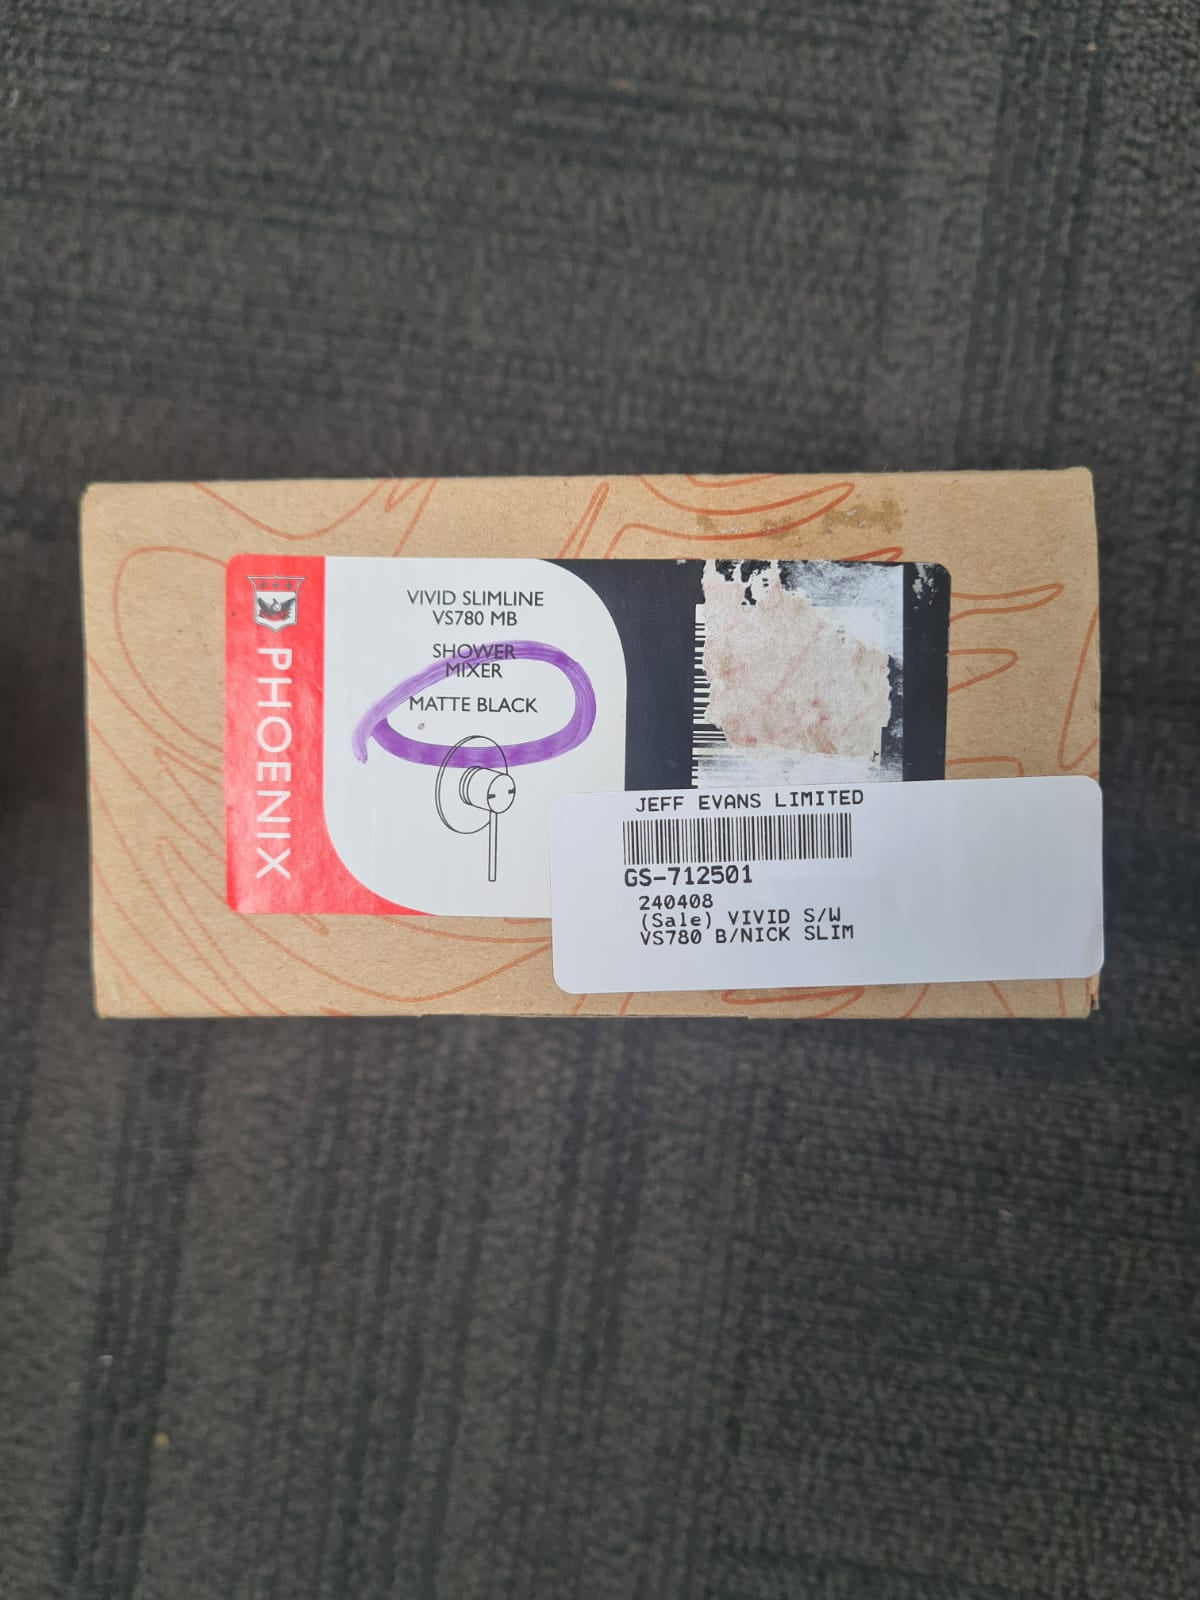 PHOENIX
VIVID SLIMLINE
VS780 MB
SHOWER
MIXER
MATTE BLACK
JEFF EVANS LIMITED
GS-712501
240408
(Sale) VIVID S/W
VS780 B/NICK SLIM